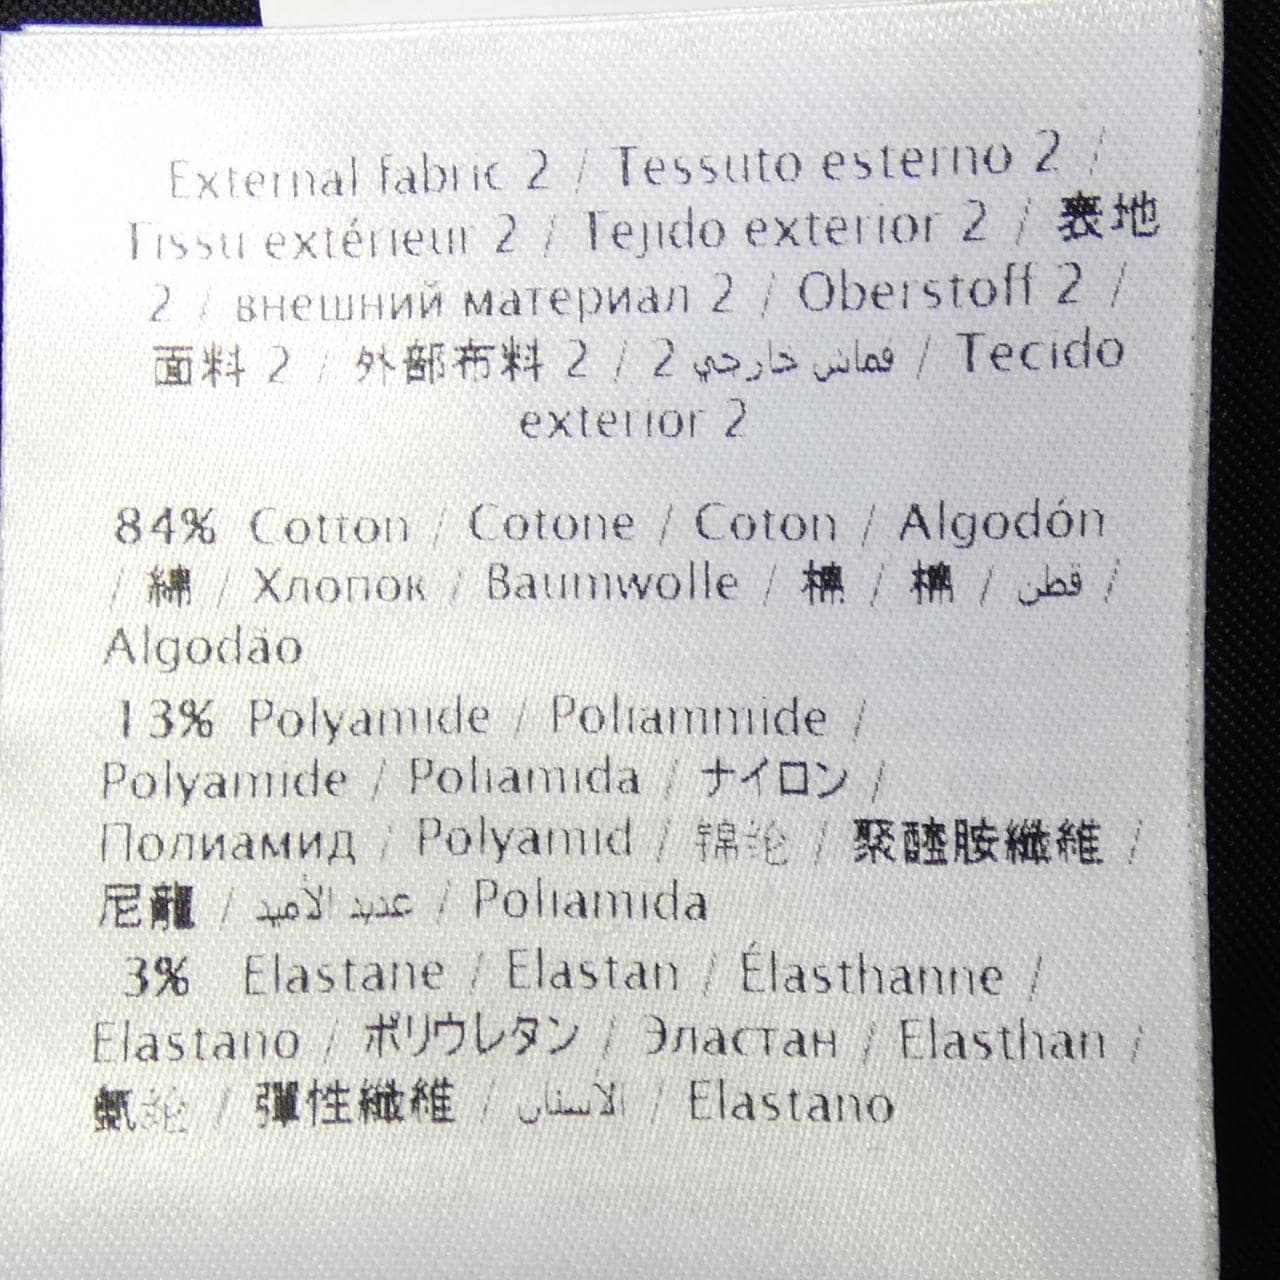 External fabric 2 / Tessuto esterno 2 /
Tissu extérieur 2 / Tejido exterior 2 / 表地
2 / внешний материал 2 / Oberstoff 2 /
面料 2 / 外部布料 2 / 2 قماش خارجي / Tecido
exterior 2
84% Cotton / Cotone / Coton / Algodón
/ 綿 / Хлопок / Baumwolle / 棉 / 棉 / قطن /
Algodão
13% Polyamide / Poliammide /
Polyamide / Poliamida / ナイロン /
Полиамид / Polyamid / 锦纶 / 聚醯胺纖維 /
尼龍 / عديد الأميد / Poliamida
3% Elastane / Elastan / Élasthanne /
Elastano / ポリウレタン / Эластан / Elasthan /
氨纶 / 彈性纖維 / الأستان / Elastano